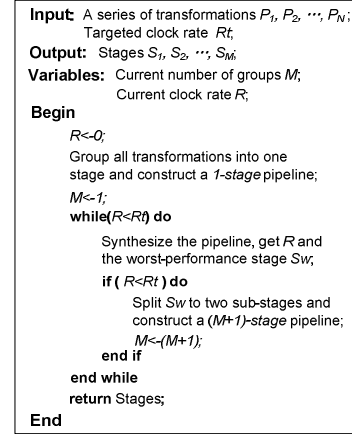 Input: A series of transformations P1, P2, ···, PN;
Targeted clock rate Rt;
Output: Stages S1, S2, ···, SM;
Variables: Current number of groups M;
Current clock rate R;
Begin
R<-0;
Group all transformations into one
stage and construct a 1-stage pipeline;
M<-1;
while(R<Rt) do
Synthesize the pipeline, get R and
the worst-performance stage Sw;
if ( R<Rt ) do
Split Sw to two sub-stages and
construct a (M+1)-stage pipeline;
M<-(M+1);
end if
end while
return Stages;
End